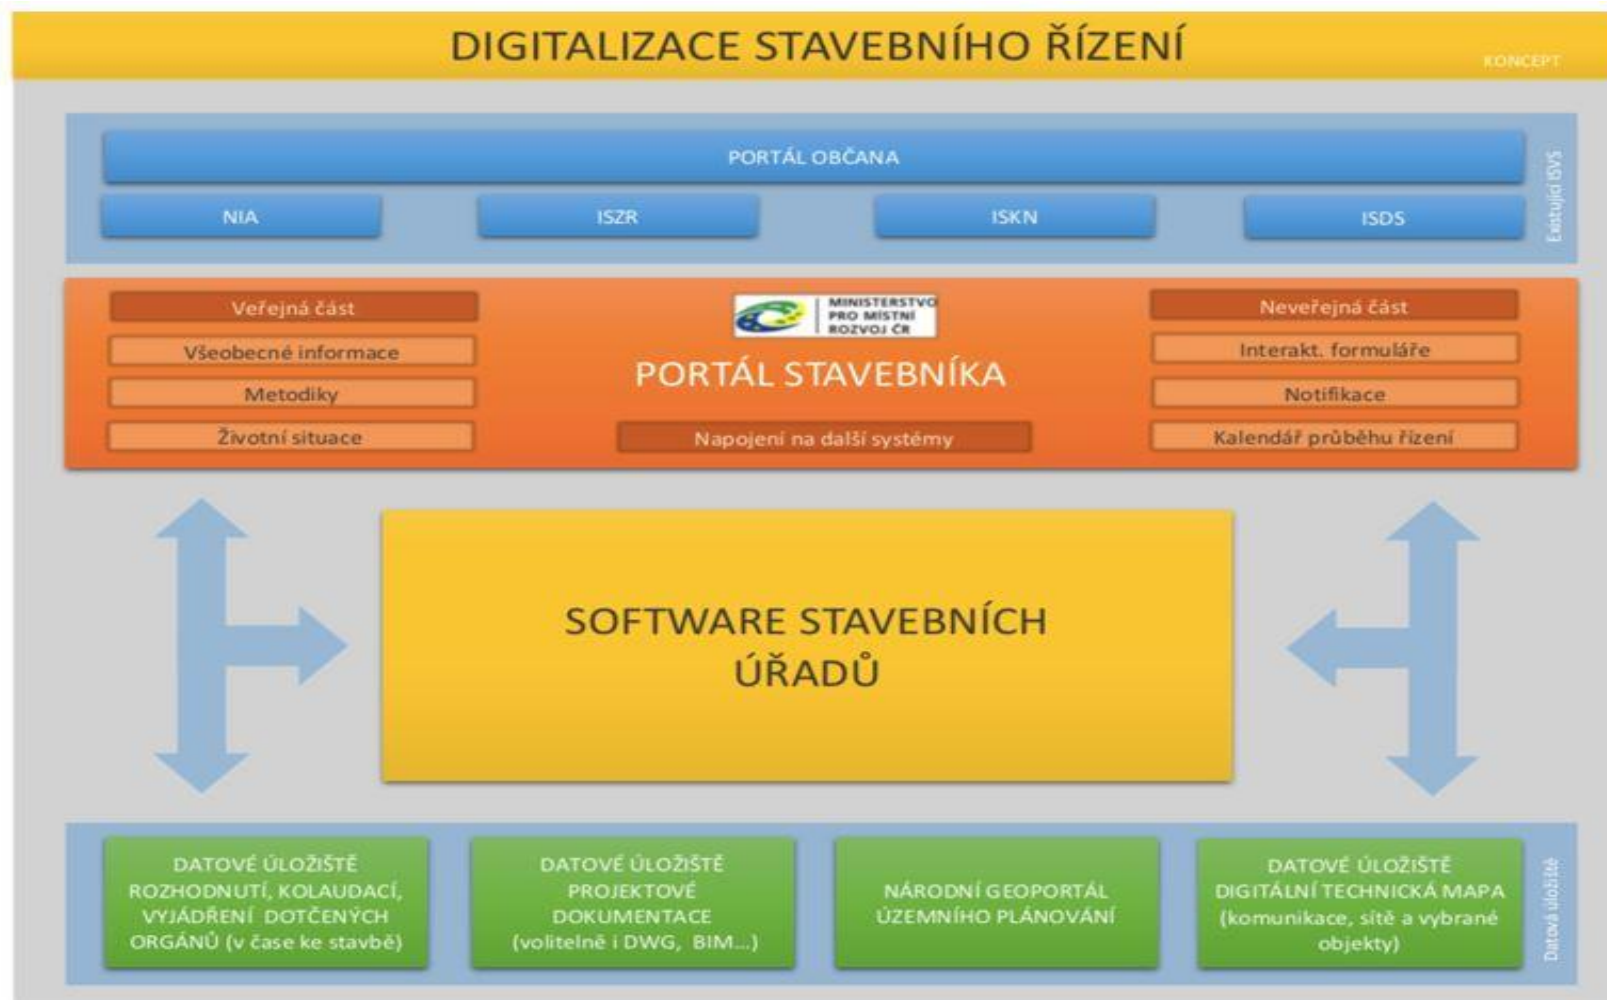 DIGITALIZACE STAVEBNÍHO ŘÍZENÍ
KONCEPT
PORTÁL OBČANA
NIA
ISZR
ISKN
ISDS
Existující ISVS
Veřejná část
Všeobecné informace
Metodiky
Životní situace
MINISTERSTVO
PRO MÍSTNÍ
ROZVOJ ČR
PORTÁL STAVEBNÍKA
Napojení na další systémy
Neveřejná část
Interakt. formuláře
Notifikace
Kalendář průběhu řízení
SOFTWARE STAVEBNÍCH
ÚŘADŮ
DATOVÉ ÚLOŽIŠTĚ
ROZHODNUTÍ, KOLAUDACÍ,
VYJÁDŘENÍ DOTČENÝCH
ORGÁNŮ (v čase ke stavbě)
DATOVÉ ÚLOŽIŠTĚ
PROJEKTOVÉ
DOKUMENTACE
(volitelně i DWG, BIM...)
NÁRODNÍ GEOPORTÁL
ÚZEMNÍHO PLÁNOVÁNÍ
DATOVÉ ÚLOŽIŠTĚ
DIGITÁLNÍ TECHNICKÁ MAPA
(komunikace, sítě a vybrané
objekty)
Datová úložiště